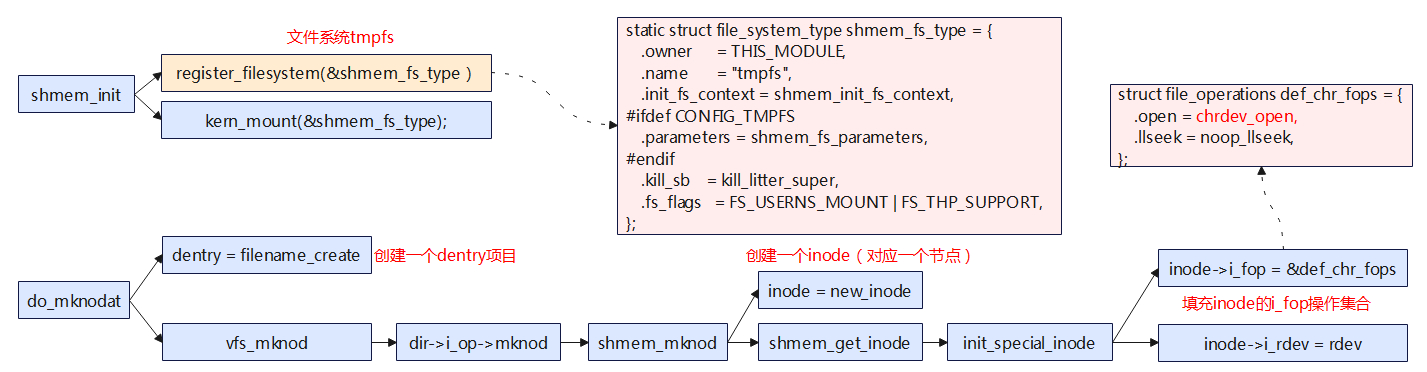 文件系统tmpfs
shmem_init
register_filesystem(&shmem_fs_type )
kern_mount(&shmem_fs_type);
static struct file_system_type shmem_fs_type = {
.owner = THIS_MODULE,
.name = "tmpfs",
.init_fs_context = shmem_init_fs_context,
#ifdef CONFIG_TMPFS
.parameters = shmem_fs_parameters,
#endif
.kill_sb = kill_litter_super,
.fs_flags = FS_USERNS_MOUNT | FS_THP_SUPPORT,
};
struct file_operations def_chr_fops = {
.open = chrdev_open,
.llseek = noop_llseek,
};
do_mknodat
dentry = filename_create
创建一个dentry项目
vfs_mknod
dir->i_op->mknod
shmem_mknod
创建一个inode（对应一个节点）
inode = new_inode
shmem_get_inode
init_special_inode
inode->i_fop = &def_chr_fops
填充inode的i_fop操作集合
inode->i_rdev = rdev